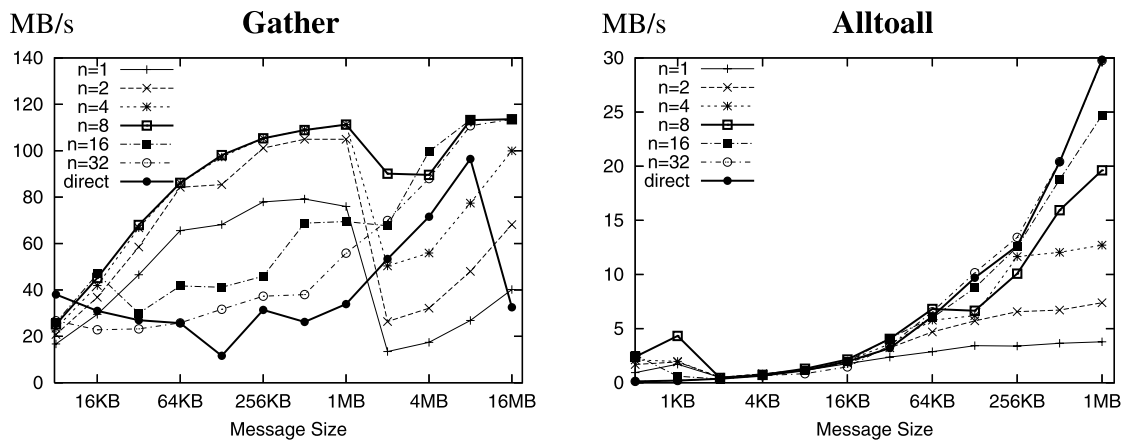 MB/s Gather
140
120
100
80
60
40
20
0
n=1
n=2
n=4
n=8
n=16
n=32
direct
16KB 64KB 256KB 1MB 4MB 16MB
Message Size
MB/s Alltoall
30
25
20
15
10
5
0
n=1
n=2
n=4
n=8
n=16
n=32
direct
1KB 4KB 16KB 64KB 256KB 1MB
Message Size